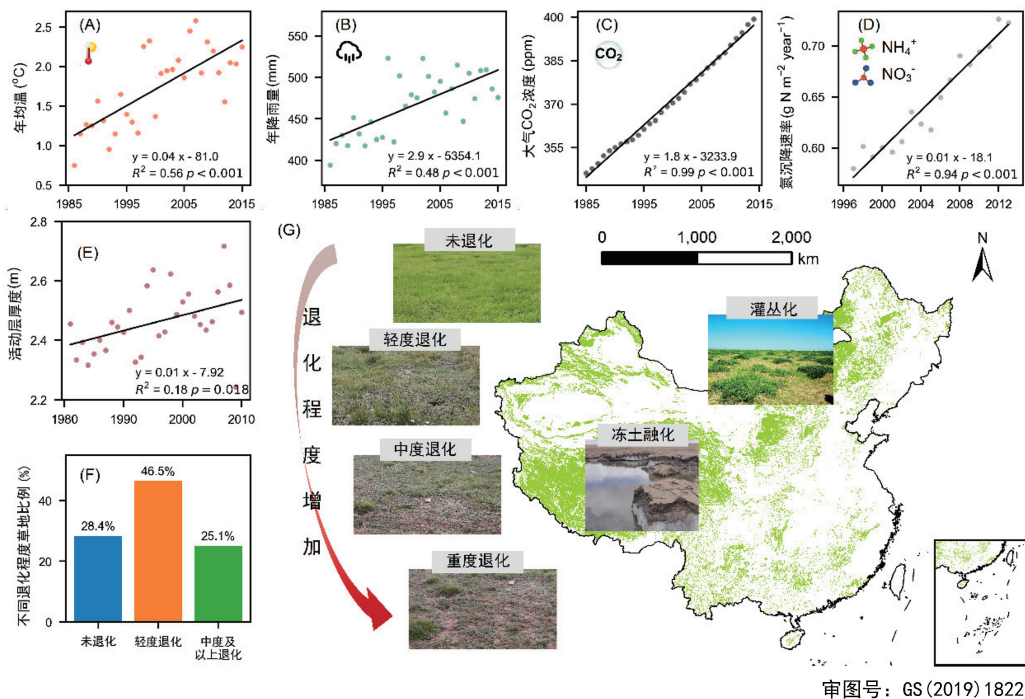 (A)
年均温 (°C)
2.5
2.0
1.5
1.0
0.5
y = 0.04 x - 81.0
R² = 0.56 p < 0.001
1985
1995
2005
2015
(B)
年降雨量 (mm)
550
500
450
400
y = 2.9 x - 5354.1
R² = 0.48 p < 0.001
1985
1995
2005
2015
(C)
CO₂
大气CO₂浓度 (ppm)
400
385
370
355
y = 1.8 x - 3233.9
R² = 0.99 p < 0.001
1985
1990
1995
2000
2005
2010
2015
(D)
NH₄⁺
NO₃⁻
氮沉降速率(g N m⁻² year⁻¹)
0.70
0.65
0.60
y = 0.01 x - 18.1
R² = 0.94 p < 0.001
1996
2000
2004
2008
2012
(E)
活动层厚度(m)
2.8
2.6
2.4
2.2
y = 0.01 x - 7.92
R² = 0.18 p = 0.018
1980
1990
2000
2010
(F)
不同退化程度草地比例 (%)
40
20
0
28.4%
46.5%
25.1%
未退化
轻度退化
中度及
以上退化
(G)
退化程度增加
未退化
轻度退化
中度退化
重度退化
0
1,000
2,000
km
N
灌丛化
冻土融化
审图号：GS(2019)1822